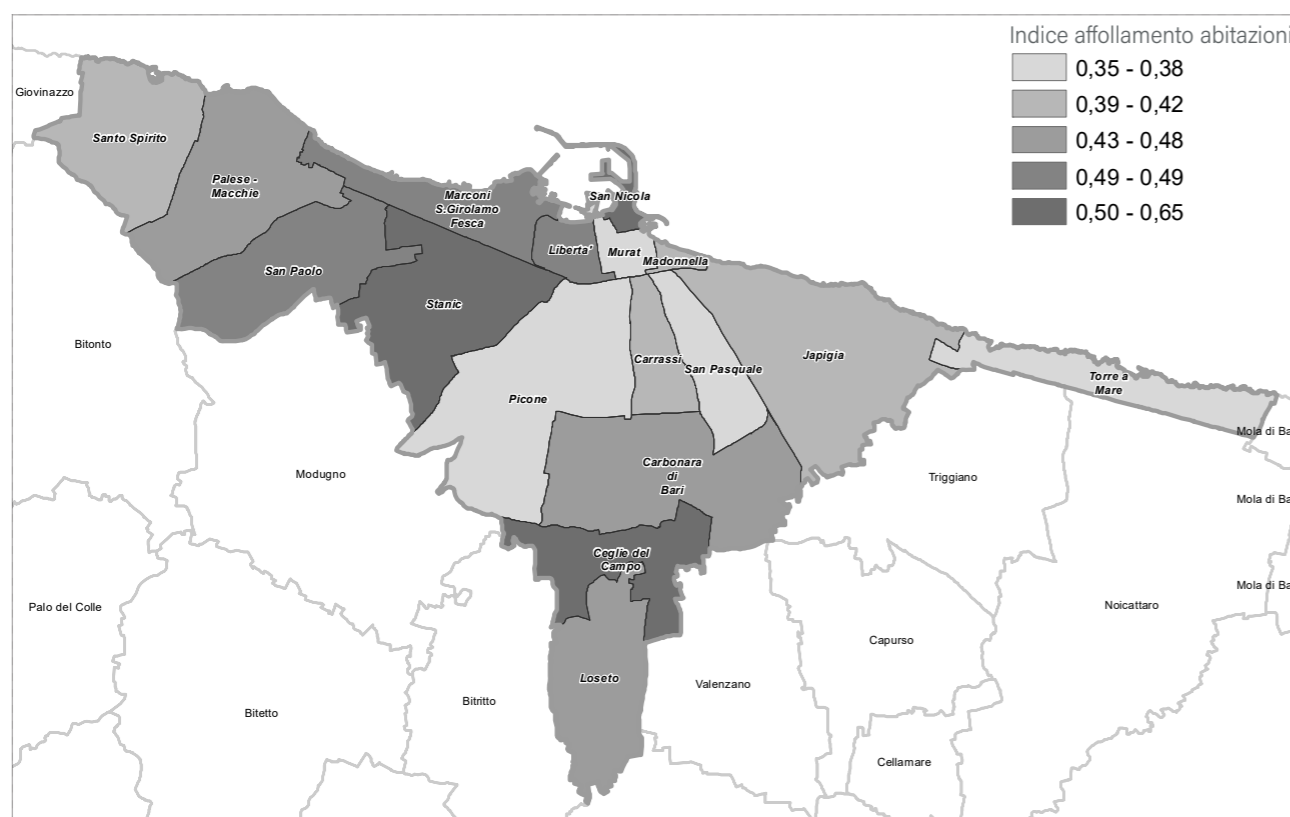 Indice affollamento abitazioni
0,35 - 0,38
0,39 - 0,42
0,43 - 0,48
0,49 - 0,49
0,50 - 0,65
Giovinazzo
Santo Spirito
Palese -
Macchie
Marconi
S.Girolamo
Fesca
San Nicola
Liberta'
Murat
Madonnella
San Paolo
Stanic
Bitonto
Carrassi
San Pasquale
Japigia
Torre a
Mare
Picone
Mola di Ba
Modugno
Carbonara
di
Bari
Triggiano
Mola di Ba
Ceglie del
Campo
Mola di Ba
Palo del Colle
Noicattaro
Capurso
Loseto
Valenzano
Bitritto
Bitetto
Cellamare